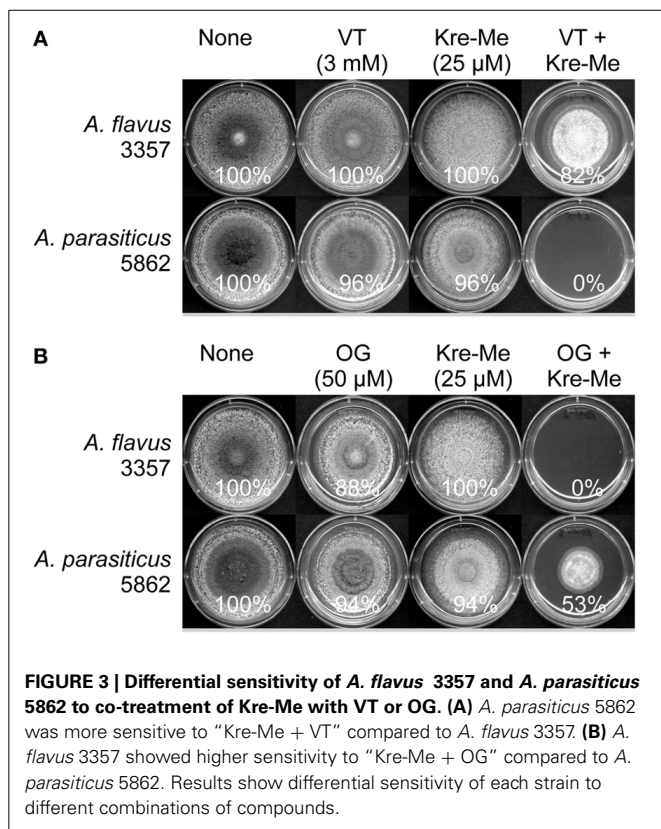 A
None VT Kre-Me VT +
(3 mM) (25 µM) Kre-Me
A. flavus
3357
100% 100% 100% 82%
A. parasiticus
5862
100% 96% 96% 0%
B
None OG Kre-Me OG +
(50 µM) (25 µM) Kre-Me
A. flavus
3357
100% 88% 100% 0%
A. parasiticus
5862
100% 94% 94% 53%
FIGURE 3 | Differential sensitivity of A. flavus 3357 and A. parasiticus
5862 to co-treatment of Kre-Me with VT or OG. (A) A. parasiticus 5862
was more sensitive to “Kre-Me + VT” compared to A. flavus 3357. (B) A.
flavus 3357 showed higher sensitivity to “Kre-Me + OG” compared to A.
parasiticus 5862. Results show differential sensitivity of each strain to
different combinations of compounds.